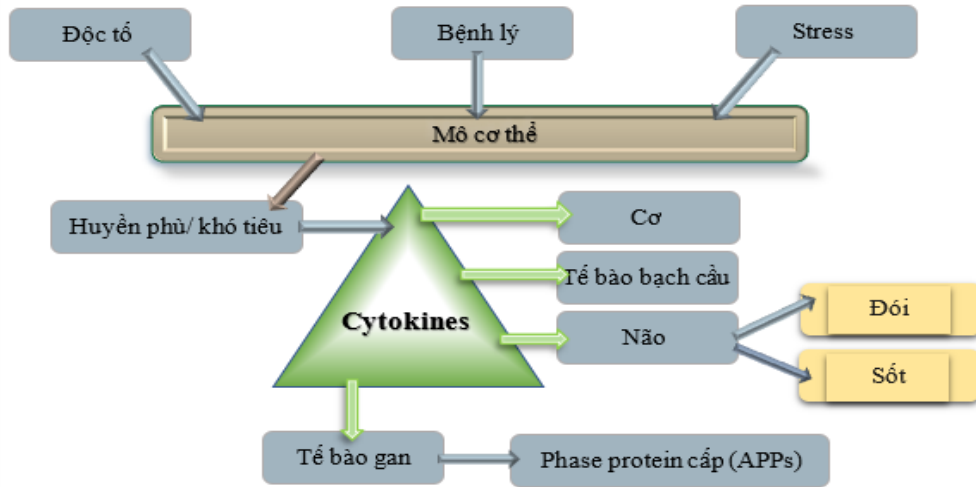 Độc tố
Bệnh lý
Stress
Mô cơ thể
Huyền phù/ khó tiêu
Cơ
Tế bào bạch cầu
Cytokines
Não
Đói
Sốt
Tế bào gan
Phase protein cấp (APPs)